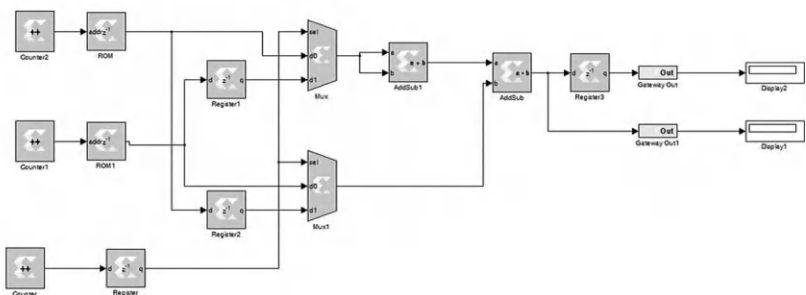 ++
Counter2
addr z⁻¹
ROM
sel
d0
d1
Mux
d z⁻¹ q
Register1
a
b
a + b
AddSub1
a
b
a + b
AddSub
d z⁻¹ q
Register3
Out
Gateway Out
Display2
++
Counter1
addr z⁻¹
ROM1
sel
d0
d1
Mux1
d z⁻¹ q
Register2
Out
Gateway Out1
Display1
++
Counter
d z⁻¹ q
Register